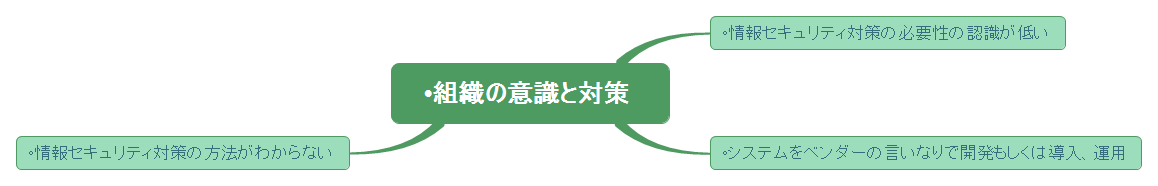 •情報セキュリティ対策の必要性の認識が低い
•組織の意識と対策
•情報セキュリティ対策の方法がわからない
•システムをベンダーの言いなりで開発もしくは導入、運用